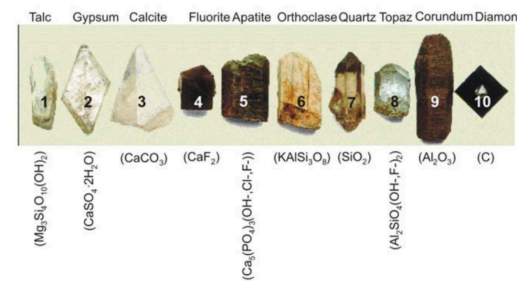 Talc Gypsum Calcite Fluorite Apatite Orthoclase Quartz Topaz Corundum Diamon
1 2 3 4 5 6 7 8 9 10
(Mg₃Si₄O₁₀(OH)₂)
(CaSO₄·2H₂O)
(CaCO₃)
(CaF₂)
(Ca₅(PO₄)₃(OH-,Cl-,F-))
(KAlSi₃O₈)
(SiO₂)
(Al₂SiO₄(OH-,F-)₂)
(Al₂O₃)
(C)